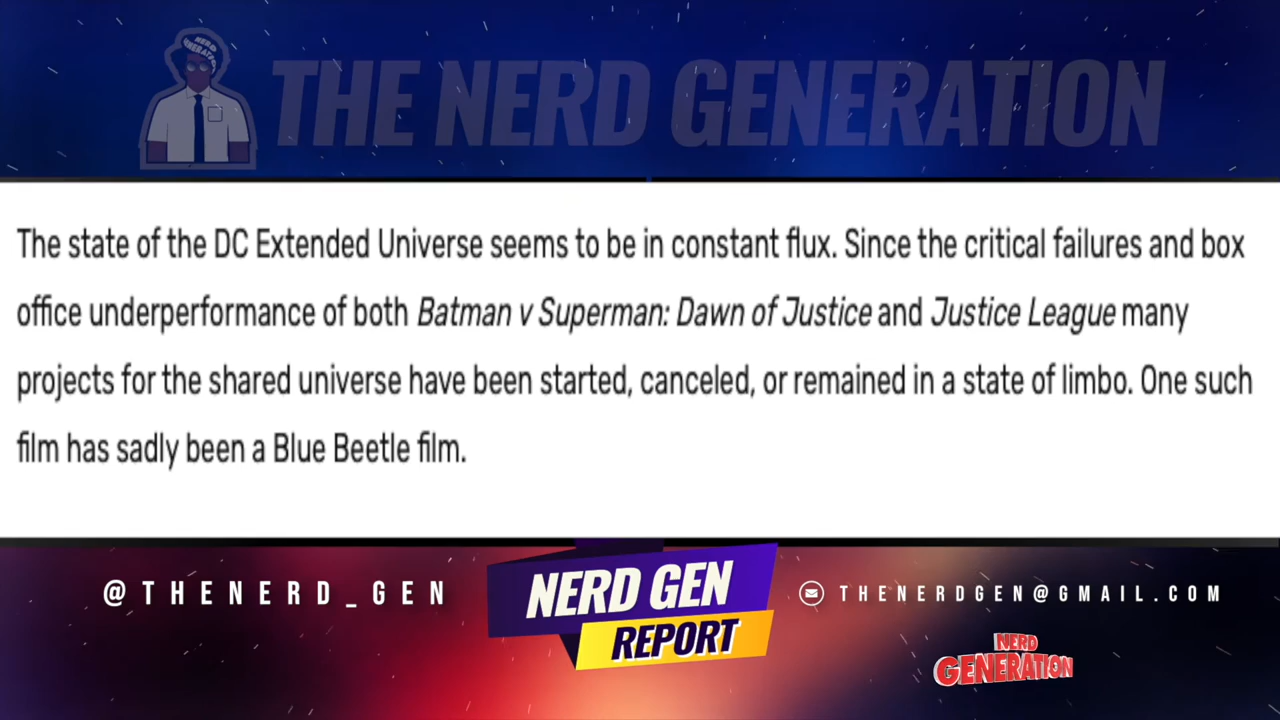 THE NERD GENERATION
The state of the DC Extended Universe seems to be in constant flux. Since the critical failures and box
office underperformance of both Batman v Superman: Dawn of Justice and Justice League many
projects for the shared universe have been started, canceled, or remained in a state of limbo. One such
film has sadly been a Blue Beetle film.
@THENERD_GEN
NERD GEN
REPORT
THENERDGEN@GMAIL.COM
NERD
GENERATION